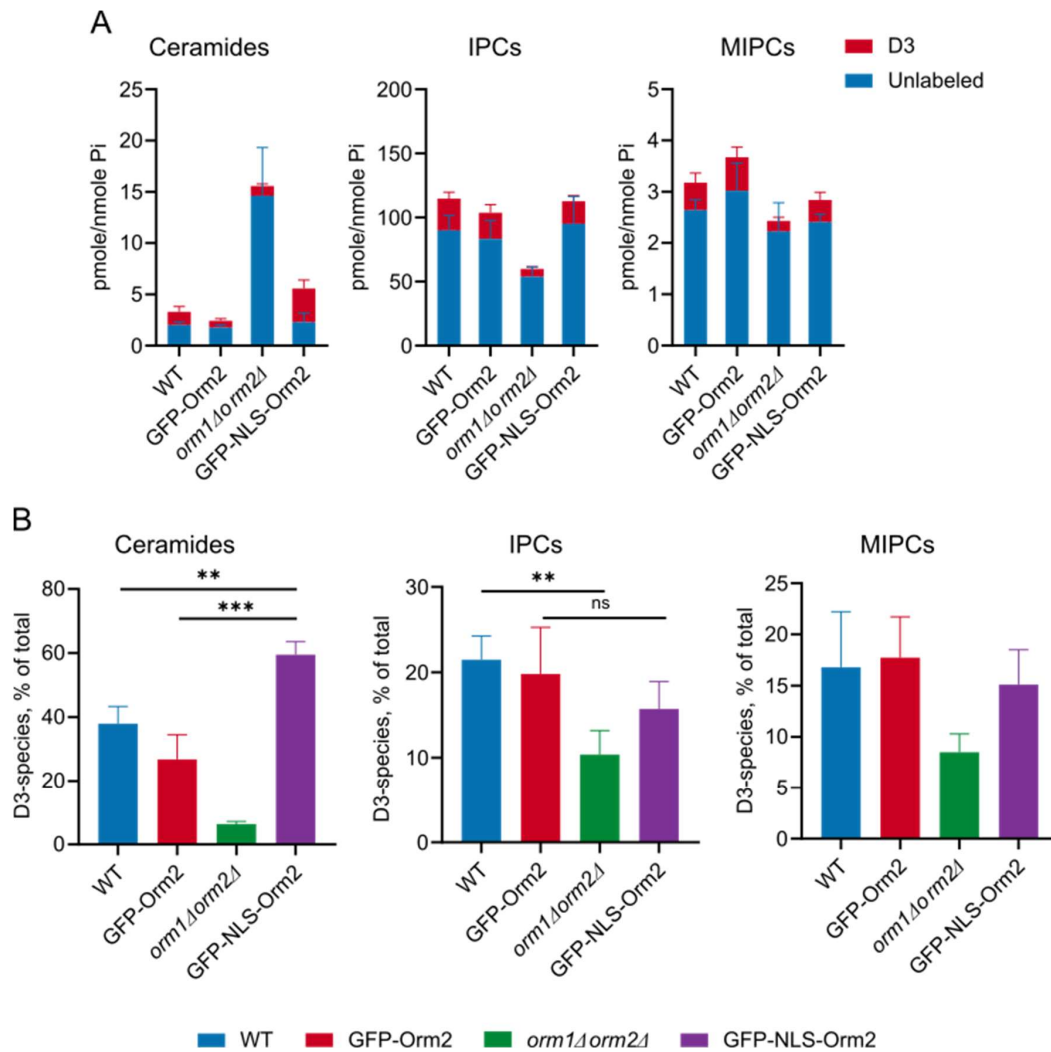 A
Ceramides
IPCs
MIPCs
D3
Unlabeled
pmole/nmole Pi
25
20
15
10
5
0
WT
GFP-Orm2
orm1Δorm2Δ
GFP-NLS-Orm2
pmole/nmole Pi
200
150
100
50
0
WT
GFP-Orm2
orm1Δorm2Δ
GFP-NLS-Orm2
pmole/nmole Pi
5
4
3
2
1
0
WT
GFP-Orm2
orm1Δorm2Δ
GFP-NLS-Orm2
B
Ceramides
D3-species, % of total
80
60
40
20
0
**
***
WT
GFP-Orm2
orm1Δorm2Δ
GFP-NLS-Orm2
IPCs
D3-species, % of total
30
20
10
0
**
ns
WT
GFP-Orm2
orm1Δorm2Δ
GFP-NLS-Orm2
MIPCs
D3-species, % of total
25
20
15
10
5
0
WT
GFP-Orm2
orm1Δorm2Δ
GFP-NLS-Orm2
WT
GFP-Orm2
orm1Δorm2Δ
GFP-NLS-Orm2